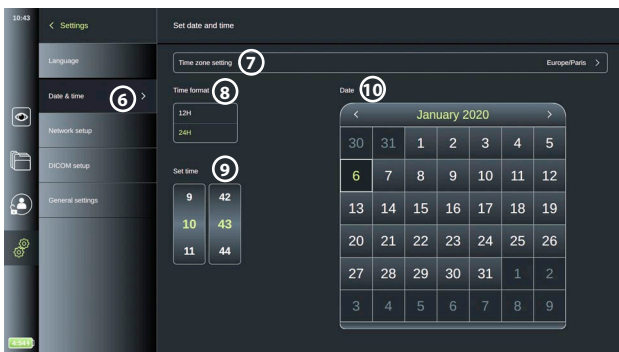 10:43
Settings
Set date and time
Language
Time zone setting
7
Europe/Paris
Date & time
6
Time format
8
Date
10
12H
24H
January 2020
Network setup
30 31 1 2 3 4 5
DICOM setup
Set time
9
6 7 8 9 10 11 12
General settings
9 42
10 43
11 44
13 14 15 16 17 18 19
20 21 22 23 24 25 26
27 28 29 30 31 1 2
3 4 5 6 7 8 9